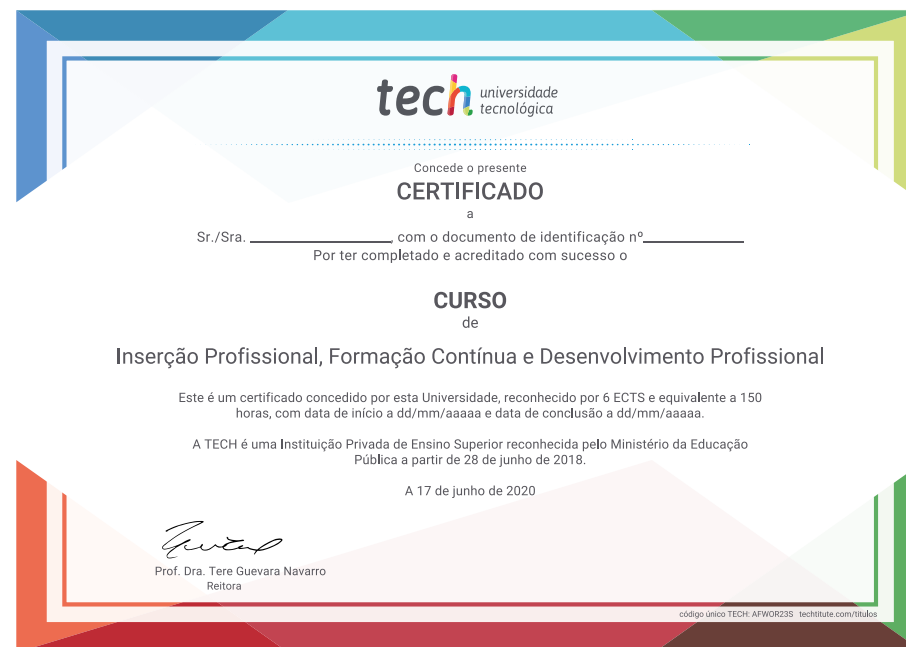 tech universidade
tecnológica
Concede o presente
CERTIFICADO
a
Sr./Sra. ____________________, com o documento de identificação nº______________
Por ter completado e acreditado com sucesso o
CURSO
de
Inserção Profissional, Formação Contínua e Desenvolvimento Profissional
Este é um certificado concedido por esta Universidade, reconhecido por 6 ECTS e equivalente a 150
horas, com data de início a dd/mm/aaaaa e data de conclusão a dd/mm/aaaaa.
A TECH é uma Instituição Privada de Ensino Superior reconhecida pelo Ministério da Educação
Pública a partir de 28 de junho de 2018.
A 17 de junho de 2020
Prof. Dra. Tere Guevara Navarro
Reitora
código único TECH: AFWOR23S techtitute.com/titulos